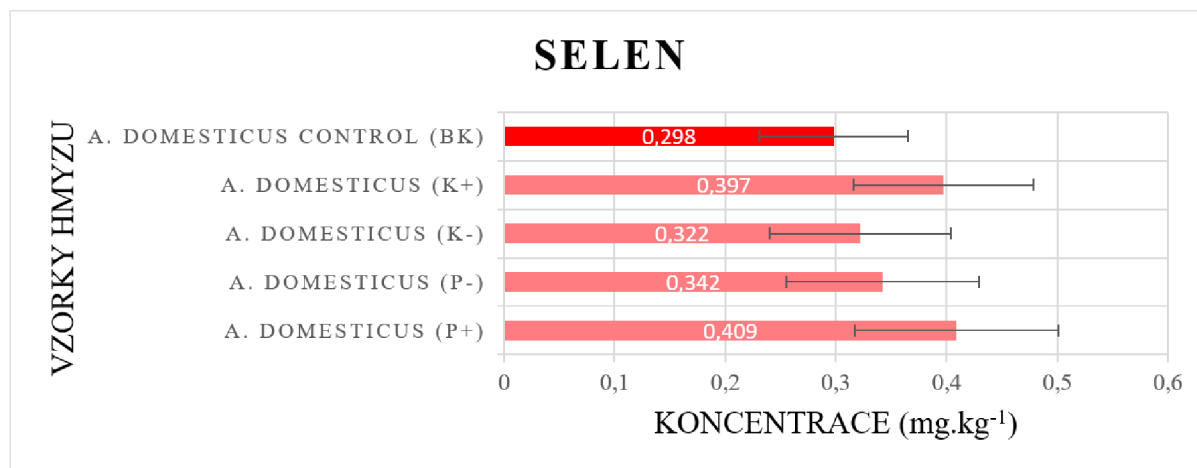 SELEN
VZORKY HMYZU
A. DOMESTICUS CONTROL (BK)
0,298
A. DOMESTICUS (K+)
0,397
A. DOMESTICUS (K-)
0,322
A. DOMESTICUS (P-)
0,342
A. DOMESTICUS (P+)
0,409
0 0,1 0,2 0,3 0,4 0,5 0,6
KONCENTRACE (mg.kg⁻¹)